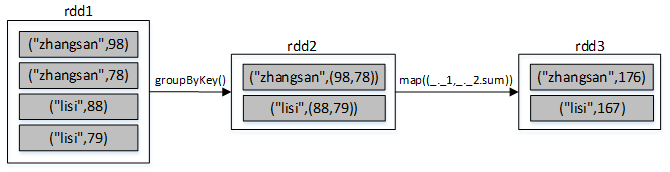 rdd1
("zhangsan",98)
("zhangsan",78)
("lisi",88)
("lisi",79)
groupByKey()
rdd2
("zhangsan",(98,78))
("lisi",(88,79))
map((_._1,_._2.sum))
rdd3
("zhangsan",176)
("lisi",167)